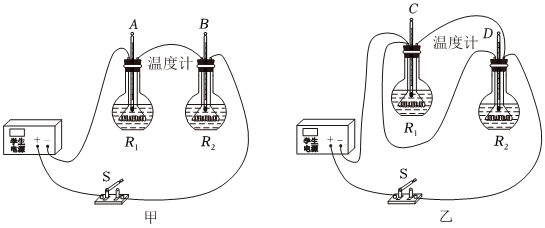 A
B
温度计
R₁
R₂
学生
电源
+ −
S
甲
C
D
温度计
R₁
R₂
学生
电源
+ −
S
乙